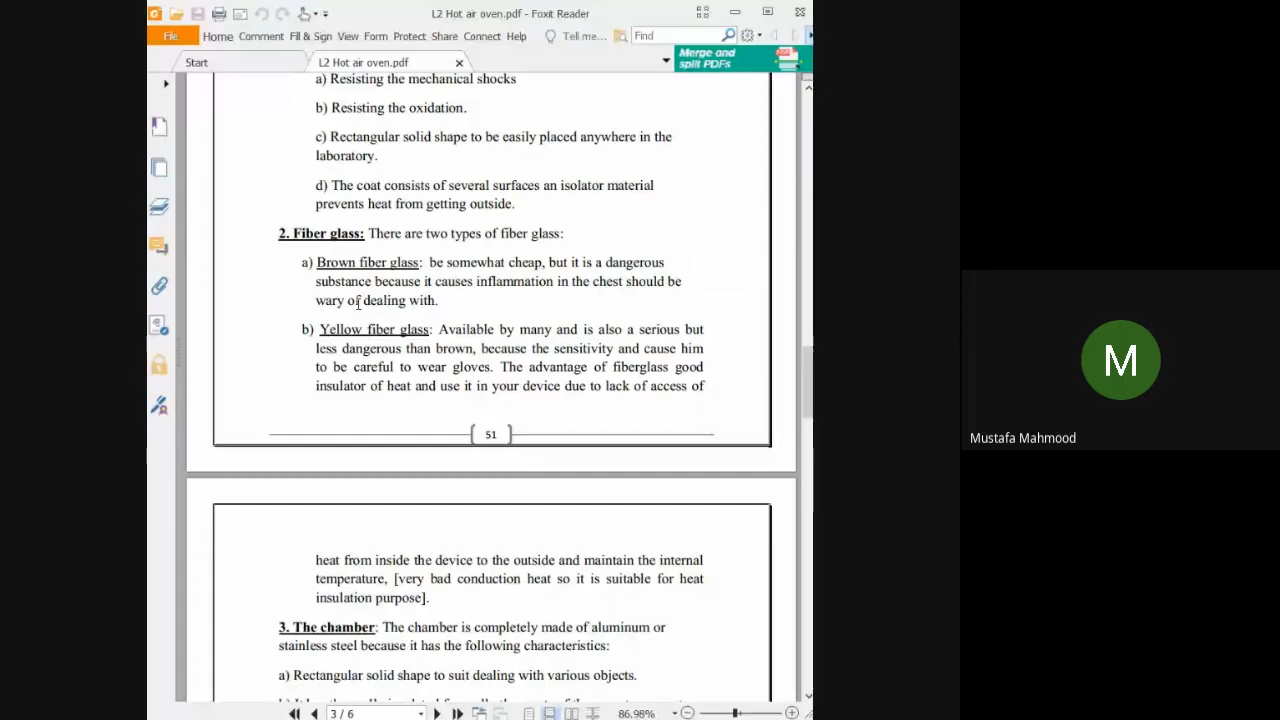 L2 Hot air oven.pdf - Foxit Reader
File Home Comment Fill & Sign View Form Protect Share Connect Help Tell me... Find
Start L2 Hot air oven.pdf Merge and split PDFs
a) Resisting the mechanical shocks
b) Resisting the oxidation.
c) Rectangular solid shape to be easily placed anywhere in the
laboratory.
d) The coat consists of several surfaces an isolator material
prevents heat from getting outside.
2. Fiber glass: There are two types of fiber glass:
a) Brown fiber glass: be somewhat cheap, but it is a dangerous
substance because it causes inflammation in the chest should be
wary of dealing with.
b) Yellow fiber glass: Available by many and is also a serious but
less dangerous than brown, because the sensitivity and cause him
to be careful to wear gloves. The advantage of fiberglass good
insulator of heat and use it in your device due to lack of access of
51
heat from inside the device to the outside and maintain the internal
temperature, [very bad conduction heat so it is suitable for heat
insulation purpose].
3. The chamber: The chamber is completely made of aluminum or
stainless steel because it has the following characteristics:
a) Rectangular solid shape to suit dealing with various objects.
3 / 6 86.98%
M
Mustafa Mahmood